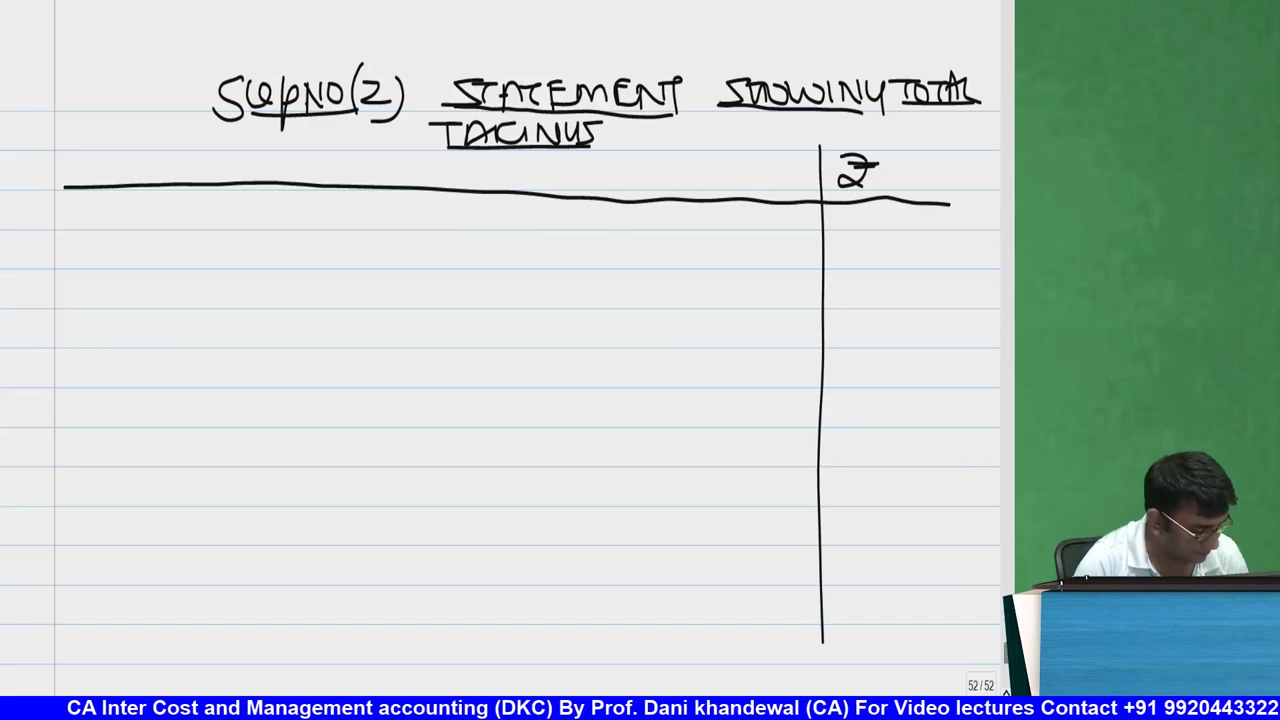 Step NO (2) STATEMENT SHOWING TOTAL
TAKINGS
₹
52 / 52
CA Inter Cost and Management accounting (DKC) By Prof. Dani khandewal (CA) For Video lectures Contact +91 9920443322